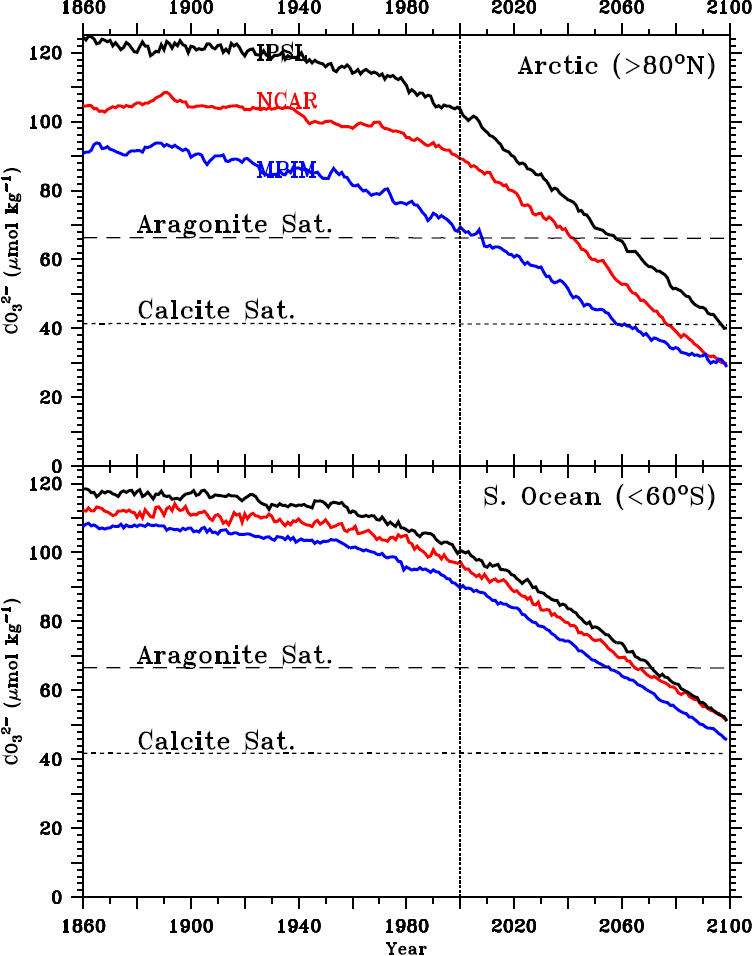 1860 1900 1940 1980 2020 2060 2100
120
IPSL
Arctic (>80°N)
NCAR
100
MPIM
80
Aragonite Sat.
60
CO₃²⁻ (μmol kg⁻¹)
Calcite Sat.
40
20
0
120
S. Ocean (<60°S)
100
80
Aragonite Sat.
60
CO₃²⁻ (μmol kg⁻¹)
Calcite Sat.
40
20
0
1860 1900 1940 1980 2020 2060 2100
Year